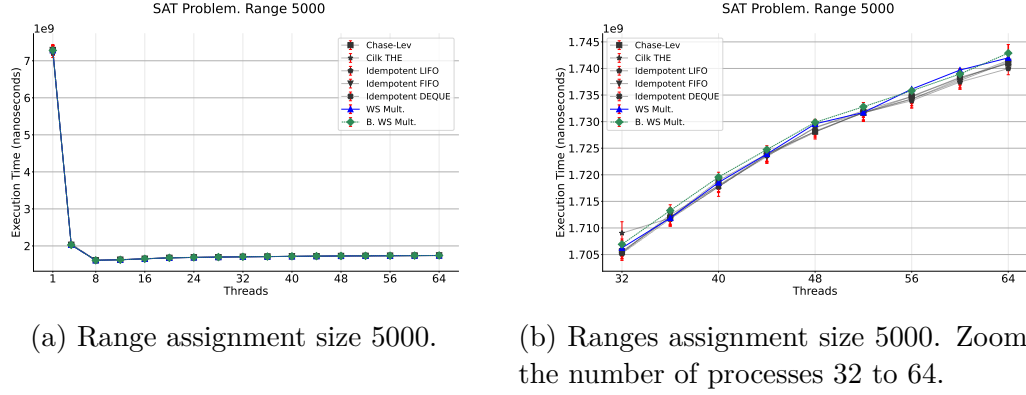 SAT Problem. Range 5000
1e9
7
6
5
4
3
2
Execution Time (nanoseconds)
1 8 16 24 32 40 48 56 64
Threads
Chase-Lev
Cilk THE
Idempotent LIFO
Idempotent FIFO
Idempotent DEQUE
WS Mult.
B. WS Mult.
(a) Range assignment size 5000.
SAT Problem. Range 5000
1e9
1.745
1.740
1.735
1.730
1.725
1.720
1.715
1.710
1.705
Execution Time (nanoseconds)
32 40 48 56 64
Threads
Chase-Lev
Cilk THE
Idempotent LIFO
Idempotent FIFO
Idempotent DEQUE
WS Mult.
B. WS Mult.
(b) Ranges assignment size 5000. Zoom
the number of processes 32 to 64.